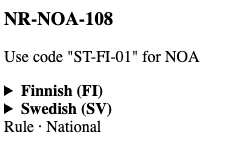 NR-NOA-108
Use code "ST-FI-01" for NOA
Finnish (FI)
Swedish (SV)
Rule · National